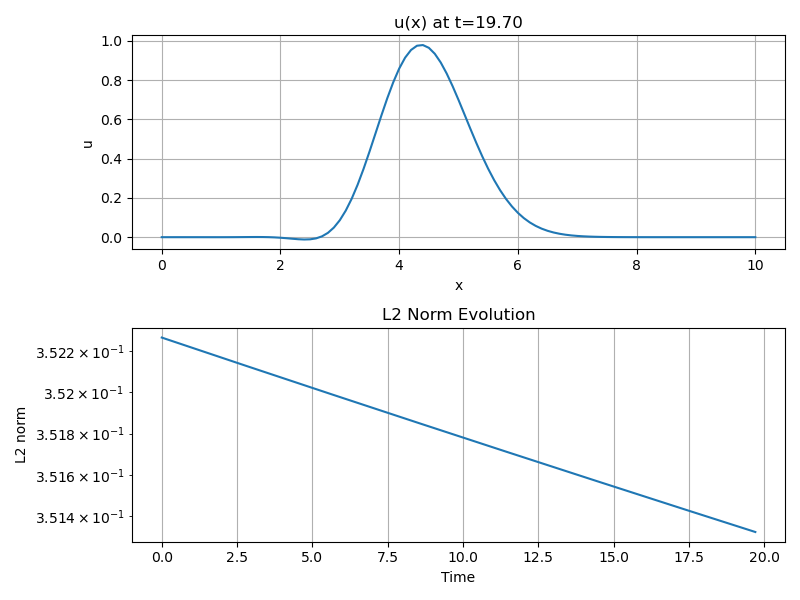 u(x) at t=19.70
1.0
0.8
0.6
0.4
0.2
0.0
u
0 2 4 6 8 10
x
L2 Norm Evolution
3.522 × 10⁻¹
3.52 × 10⁻¹
3.518 × 10⁻¹
3.516 × 10⁻¹
3.514 × 10⁻¹
L2 norm
0.0 2.5 5.0 7.5 10.0 12.5 15.0 17.5 20.0
Time